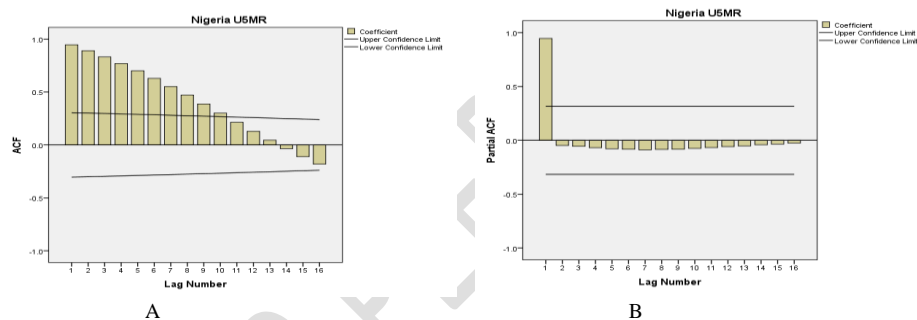 Nigeria U5MR
Coefficient
Upper Confidence Limit
Lower Confidence Limit
1.0
0.5
0.0
-0.5
-1.0
ACF
1 2 3 4 5 6 7 8 9 10 11 12 13 14 15 16
Lag Number
A
Nigeria U5MR
Coefficient
Upper Confidence Limit
Lower Confidence Limit
1.0
0.5
0.0
-0.5
-1.0
Partial ACF
1 2 3 4 5 6 7 8 9 10 11 12 13 14 15 16
Lag Number
B